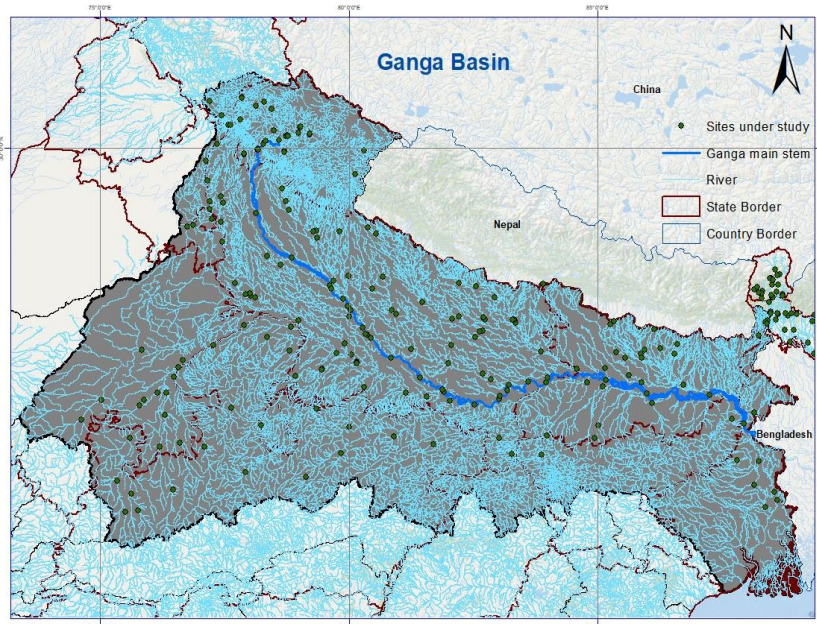 75°0'0"E
80°0'0"E
85°0'0"E
Ganga Basin
N
China
Sites under study
Ganga main stem
River
State Border
Country Border
Nepal
Bengladesh